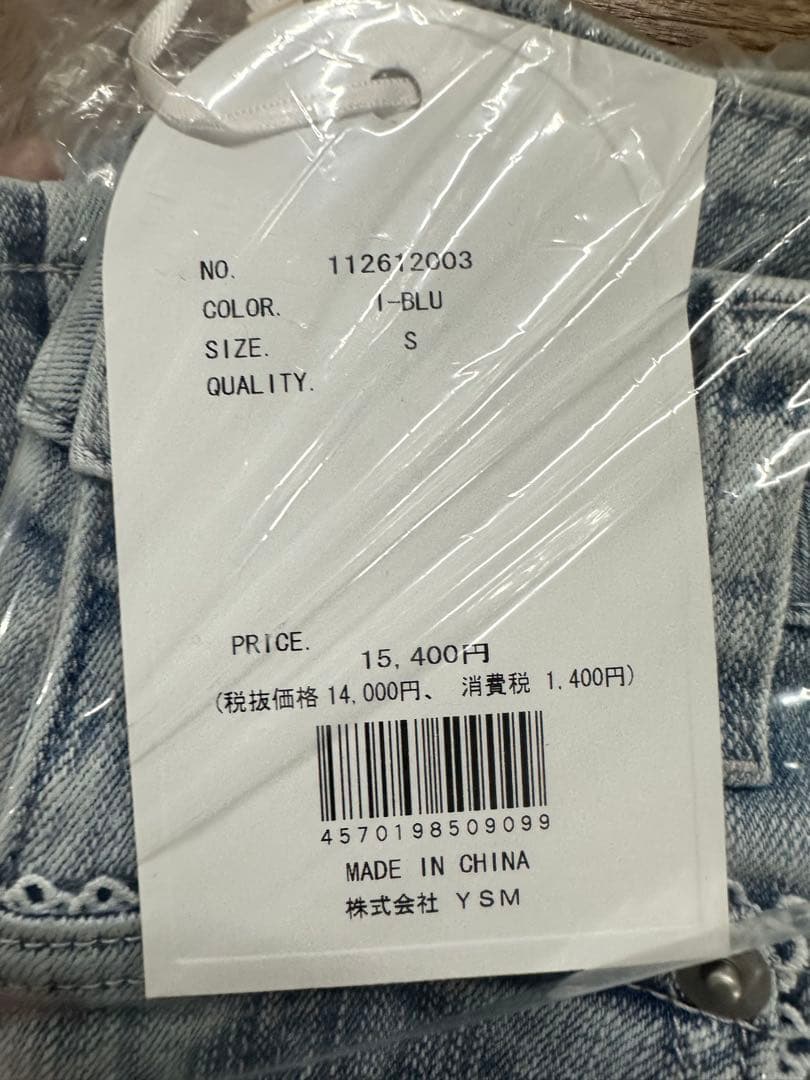 NO. 112612003
COLOR. I-BLU
SIZE. S
QUALITY.
PRICE. 15,400円
(税抜価格 14,000円、 消費税 1,400円)
4570198509099
MADE IN CHINA
株式会社 YSM